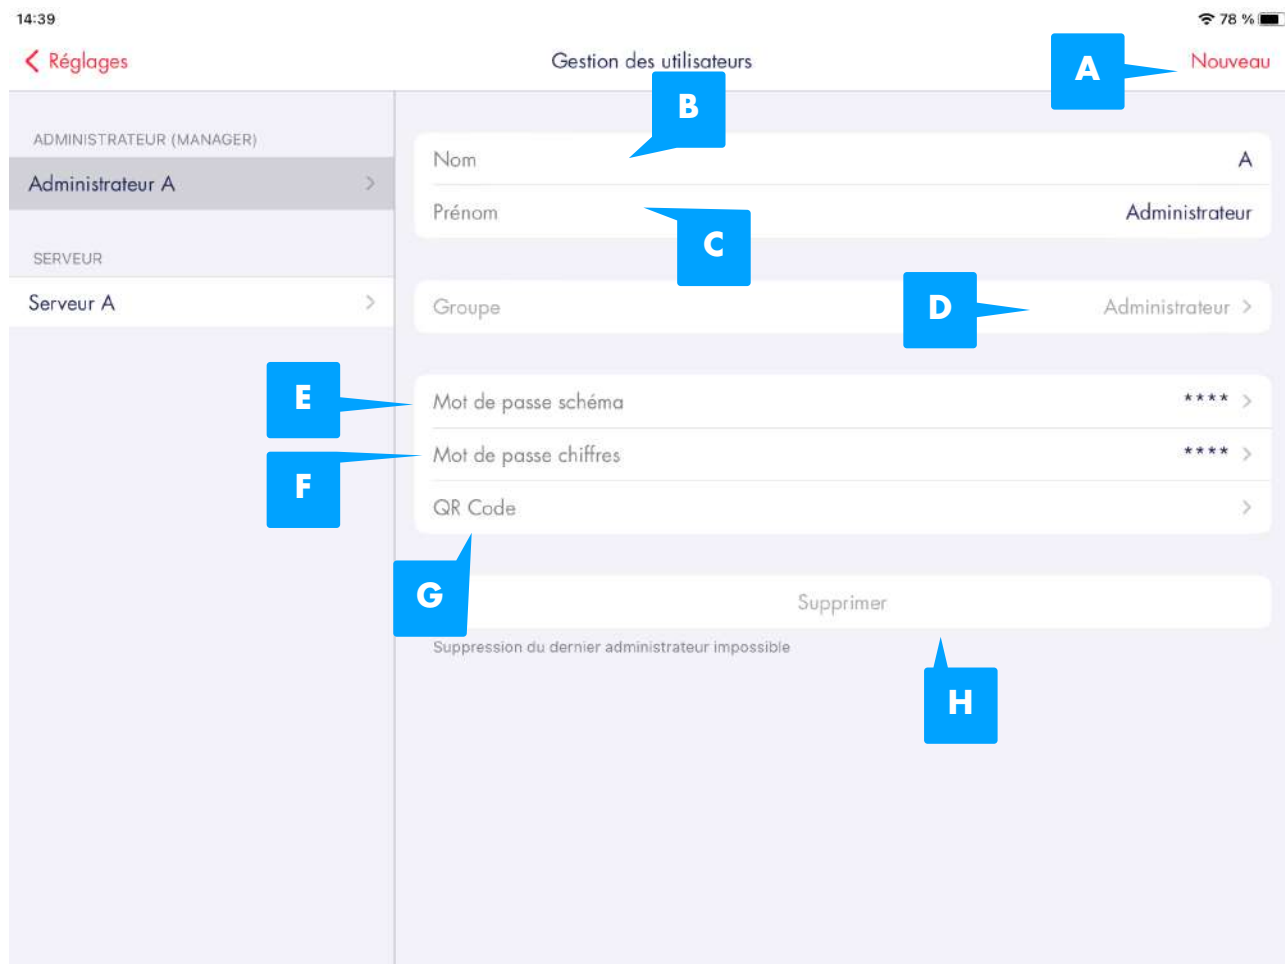 14:39 78 %
Réglages Gestion des utilisateurs A Nouveau
B
ADMINISTRATEUR (MANAGER)
Administrateur A
SERVEUR
Serveur A
Nom A
Prénom Administrateur
C
Groupe D Administrateur
E Mot de passe schéma ****
F Mot de passe chiffres ****
QR Code
G Supprimer
Suppression du dernier administrateur impossible
H